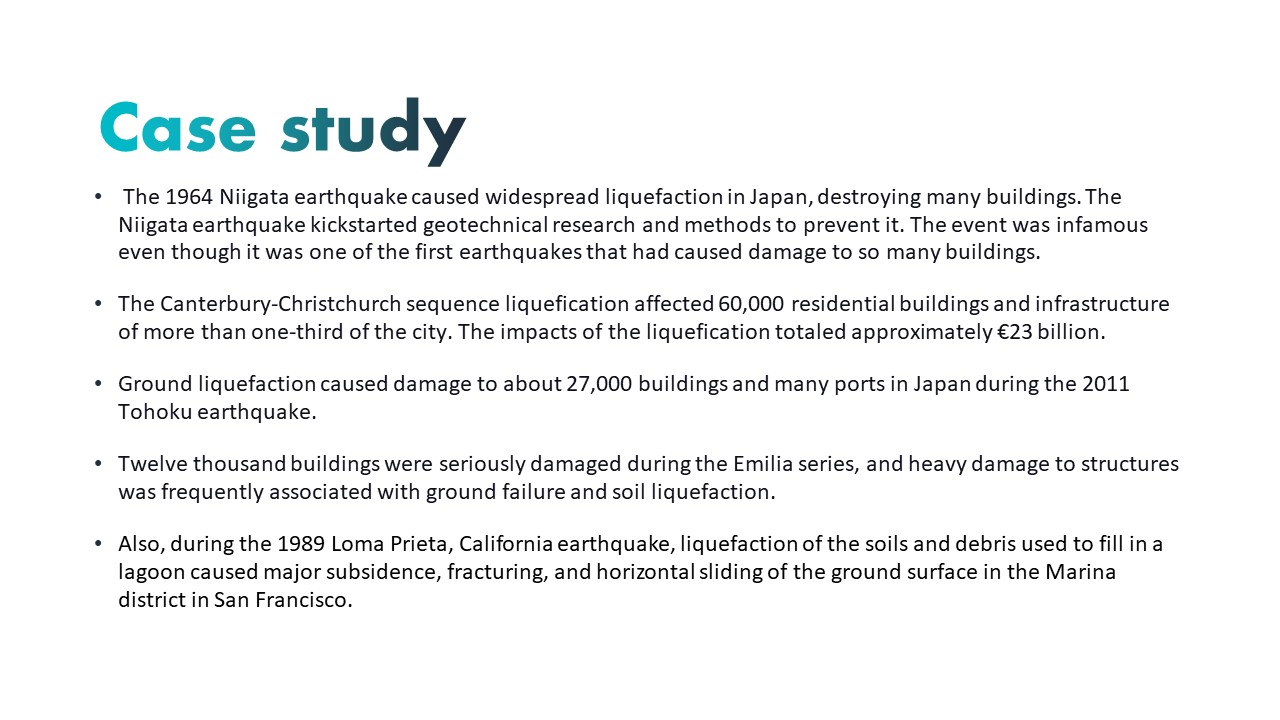 Case study
• The 1964 Niigata earthquake caused widespread liquefaction in Japan, destroying many buildings. The
Niigata earthquake kickstarted geotechnical research and methods to prevent it. The event was infamous
even though it was one of the first earthquakes that had caused damage to so many buildings.
• The Canterbury-Christchurch sequence liquefication affected 60,000 residential buildings and infrastructure
of more than one-third of the city. The impacts of the liquefication totaled approximately €23 billion.
• Ground liquefaction caused damage to about 27,000 buildings and many ports in Japan during the 2011
Tohoku earthquake.
• Twelve thousand buildings were seriously damaged during the Emilia series, and heavy damage to structures
was frequently associated with ground failure and soil liquefaction.
• Also, during the 1989 Loma Prieta, California earthquake, liquefaction of the soils and debris used to fill in a
lagoon caused major subsidence, fracturing, and horizontal sliding of the ground surface in the Marina
district in San Francisco.